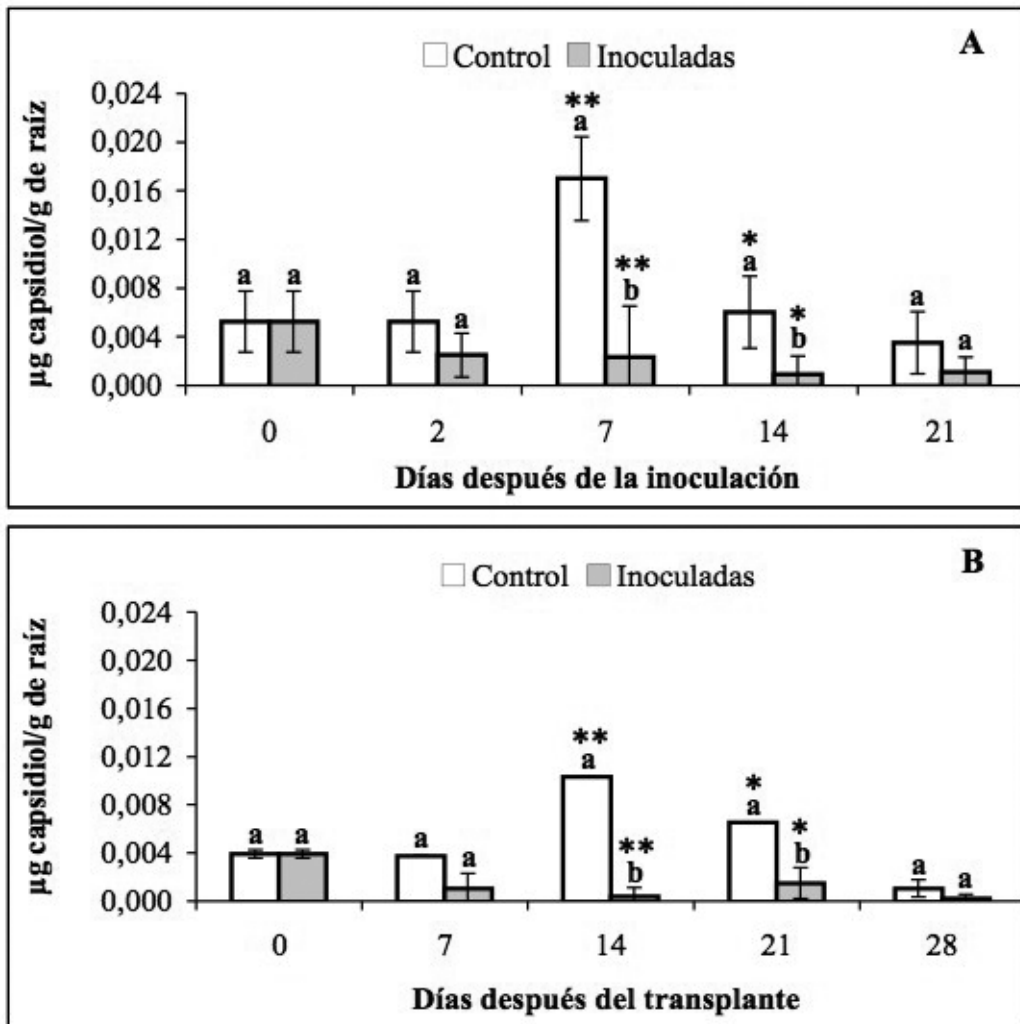 A
Control Inoculadas
µg capsidiol/g de raíz
0,024
0,020
0,016
0,012
0,008
0,004
0,000
**
a
**
b
*
a
*
b
a a
a
a
a
a
0 2 7 14 21
Días después de la inoculación
B
Control Inoculadas
µg capsidiol/g de raíz
0,024
0,020
0,016
0,012
0,008
0,004
0,000
**
a
**
b
*
a
*
b
a a
a
a
a
a
0 7 14 21 28
Días después del transplante